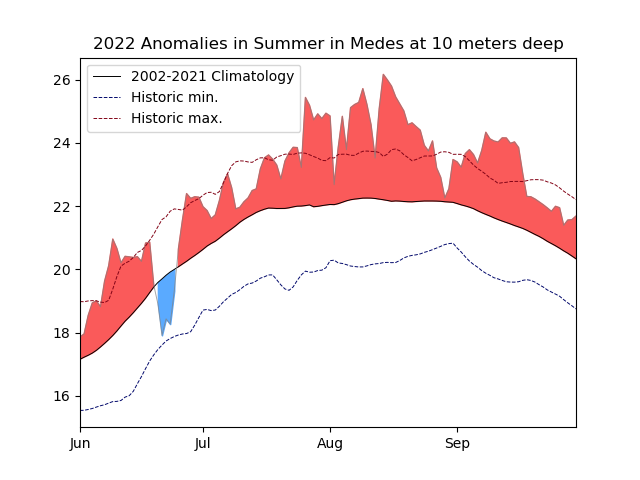 2022 Anomalies in Summer in Medes at 10 meters deep
2002-2021 Climatology
Historic min.
Historic max.
26
24
22
20
18
16
Jun
Jul
Aug
Sep